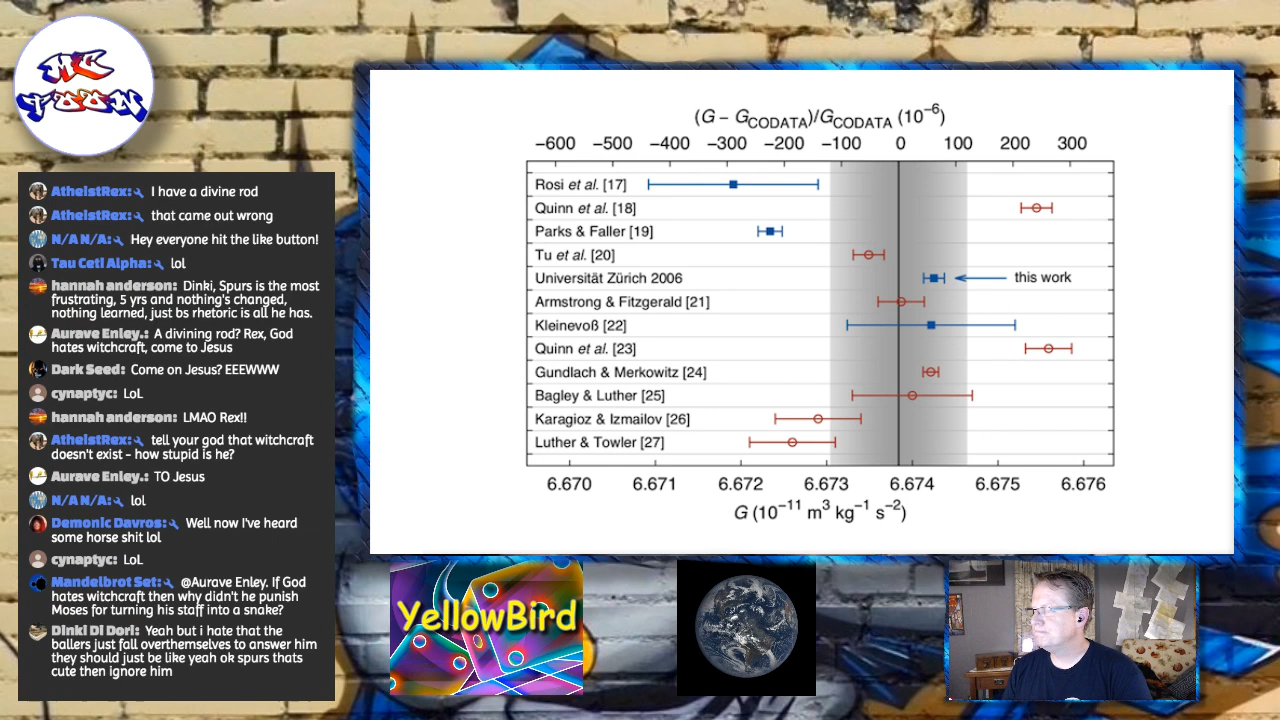 MC
TOON
AtheistRex: I have a divine rod
AtheistRex: that came out wrong
N/A N/A: Hey everyone hit the like button!
Tau Ceti Alpha: lol
hannah anderson: Dinki, Spurs is the most
frustrating, 5 yrs and nothing's changed,
nothing learned, just bs rhetoric is all he has.
Aurave Enley.: A divining rod? Rex, God
hates witchcraft, come to Jesus
Dark Seed: Come on Jesus? EEEWWW
cynaptyc: LoL
hannah anderson: LMAO Rex!!
AtheistRex: tell your god that witchcraft
doesn't exist - how stupid is he?
Aurave Enley.: TO Jesus
N/A N/A: lol
Demonic Davros: Well now I've heard
some horse shit lol
cynaptyc: LoL
Mandelbrot Set: @Aurave Enley. If God
hates witchcraft then why didn't he punish
Moses for turning his staff into a snake?
Dinki Di Dori: Yeah but i hate that the
ballers just fall overthemselves to answer him
they should just be like yeah ok spurs thats
cute then ignore him
(G – G_CODATA)/G_CODATA (10⁻⁶)
−600 −500 −400 −300 −200 −100 0 100 200 300
Rosi et al. [17]
Quinn et al. [18]
Parks & Faller [19]
Tu et al. [20]
Universität Zürich 2006 this work
Armstrong & Fitzgerald [21]
Kleinevoß [22]
Quinn et al. [23]
Gundlach & Merkowitz [24]
Bagley & Luther [25]
Karagioz & Izmailov [26]
Luther & Towler [27]
6.670 6.671 6.672 6.673 6.674 6.675 6.676
G (10⁻¹¹ m³ kg⁻¹ s⁻²)
YellowBird